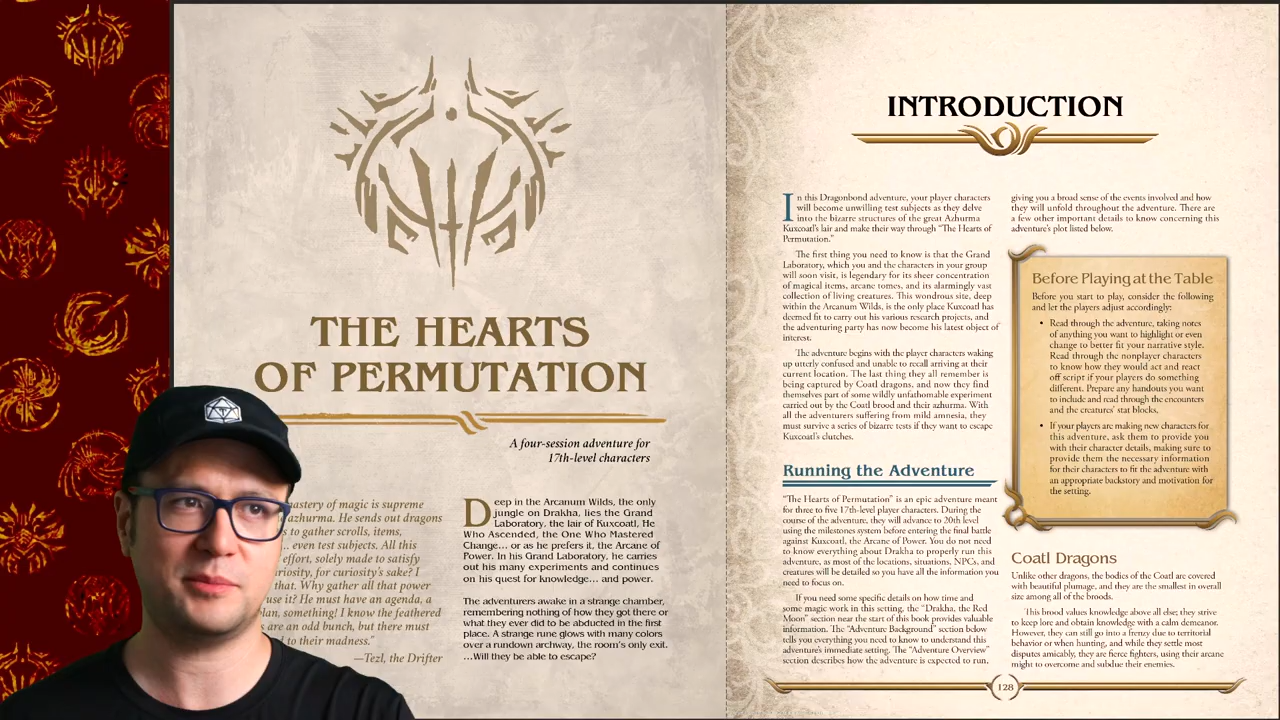 THE HEARTS
OF PERMUTATION
A four-session adventure for
17th-level characters
mastery of magic is supreme
azhurma. He sends out dragons
to gather scrolls, items,
... even test subjects. All this
effort, solely made to satisfy
for curiosity's sake? I
that. Why gather all that power
use it? He must have an agenda, a
something! I know the feathered
are an odd bunch, but there must
to their madness."
—Tezl, the Drifter
Deep in the Arcanum Wilds, the only
jungle on Drakha, lies the Grand
Laboratory, the lair of Kuxcoatl, He
Who Ascended, the One Who Mastered
Change... or as he prefers it, the Arcane of
Power. In his Grand Laboratory, he carries
out his many experiments and continues
on his quest for knowledge... and power.
The adventurers awake in a strange chamber,
remembering nothing of how they got there or
what they ever did to be abducted in the first
place. A strange rune glows with many colors
over a rundown archway, the room's only exit.
...Will they be able to escape?
INTRODUCTION
In this Dragonbond adventure, your player characters
will become unwilling test subjects as they delve
into the bizarre structures of the great Azhurma
Kuxcoatl's lair and make their way through "The Hearts of
Permutation."
The first thing you need to know is that the Grand
Laboratory, which you and the characters in your group
will soon visit, is legendary for its sheer concentration
of magical items, arcane tomes, and its alarmingly vast
collection of living creatures. This wondrous site, deep
within the Arcanum Wilds, is the only place Kuxcoatl has
deemed fit to carry out his various research projects, and
the adventuring party has now become his latest object of
interest.
The adventure begins with the player characters waking
up utterly confused and unable to recall arriving at their
current location. The last thing they all remember is
being captured by Coatl dragons, and now they find
themselves part of some wildly unfathomable experiment
carried out by the Coatl brood and their azhurma. With
all the adventurers suffering from mild amnesia, they
must survive a series of bizarre tests if they want to escape
Kuxcoatl's clutches.
Running the Adventure
"The Hearts of Permutation" is an epic adventure meant
for three to five 17th-level player characters. During the
course of the adventure, they will advance to 20th level
using the milestones system before entering the final battle
against Kuxcoatl, the Arcane of Power. You do not need
to know everything about Drakha to properly run this
adventure, as most of the locations, situations, NPCs, and
creatures will be detailed so you have all the information you
need to focus on.
If you need some specific details on how time and
some magic work in this setting, the "Drakha, the Red
Moon" section near the start of this book provides valuable
information. The "Adventure Background" section below
tells you everything you need to know to understand this
adventure's immediate setting. The "Adventure Overview"
section describes how the adventure is expected to run,
giving you a broad sense of the events involved and how
they will unfold throughout the adventure. There are
a few other important details to know concerning this
adventure's plot listed below.
Before Playing at the Table
Before you start to play, consider the following
and let the players adjust accordingly:
• Read through the adventure, taking notes
of anything you want to highlight or even
change to better fit your narrative style.
Read through the nonplayer characters
to know how they would act and react
off script if your players do something
different. Prepare any handouts you want
to include and read through the encounters
and the creatures' stat blocks.
• If your players are making new characters for
this adventure, ask them to provide you
with their character details, making sure to
provide them the necessary information
for their characters to fit the adventure with
an appropriate backstory and motivation for
the setting.
Coatl Dragons
Unlike other dragons, the bodies of the Coatl are covered
with beautiful plumage, and they are the smallest in overall
size among all of the broods.
This brood values knowledge above all else; they strive
to keep lore and obtain knowledge with a calm demeanor.
However, they can still go into a frenzy due to territorial
behavior or when hunting, and while they settle most
disputes amicably, they are fierce fighters, using their arcane
might to overcome and subdue their enemies.
128